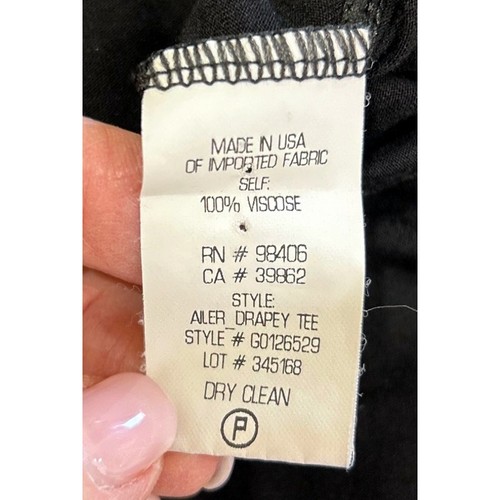 MADE IN USA
OF IMPORTED FABRIC
SELF:
100% VISCOSE
RN # 98406
CA # 39862
STYLE:
AILER_DRAPEY TEE
STYLE # G0126529
LOT # 345168
DRY CLEAN
P